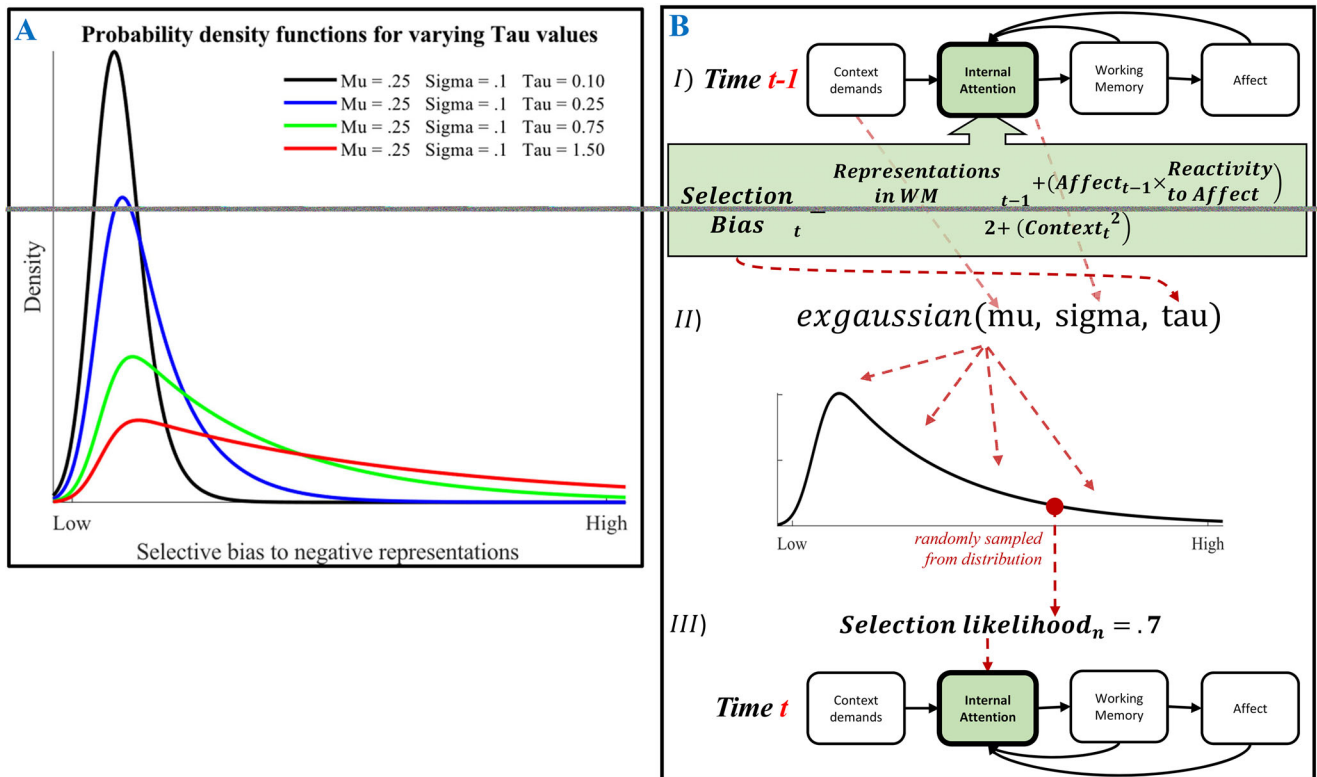 A
Probability density functions for varying Tau values
Mu = .25 Sigma = .1 Tau = 0.10
Mu = .25 Sigma = .1 Tau = 0.25
Mu = .25 Sigma = .1 Tau = 0.75
Mu = .25 Sigma = .1 Tau = 1.50
Density
Low High
Selective bias to negative representations
B
I) Time t-1
Context demands
Internal Attention
Working Memory
Affect
Selection Bias t = Representations in WM t-1 + (Affect t-1 × Reactivity to Affect)
2 + (Context t 2)
II) exgaussian(mu, sigma, tau)
Low High
randomly sampled
from distribution
III) Selection likelihood n = .7
Time t
Context demands
Internal Attention
Working Memory
Affect